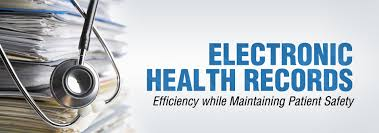 ELECTRONIC
HEALTH RECORDS
Efficiency while Maintaining Patient Safety